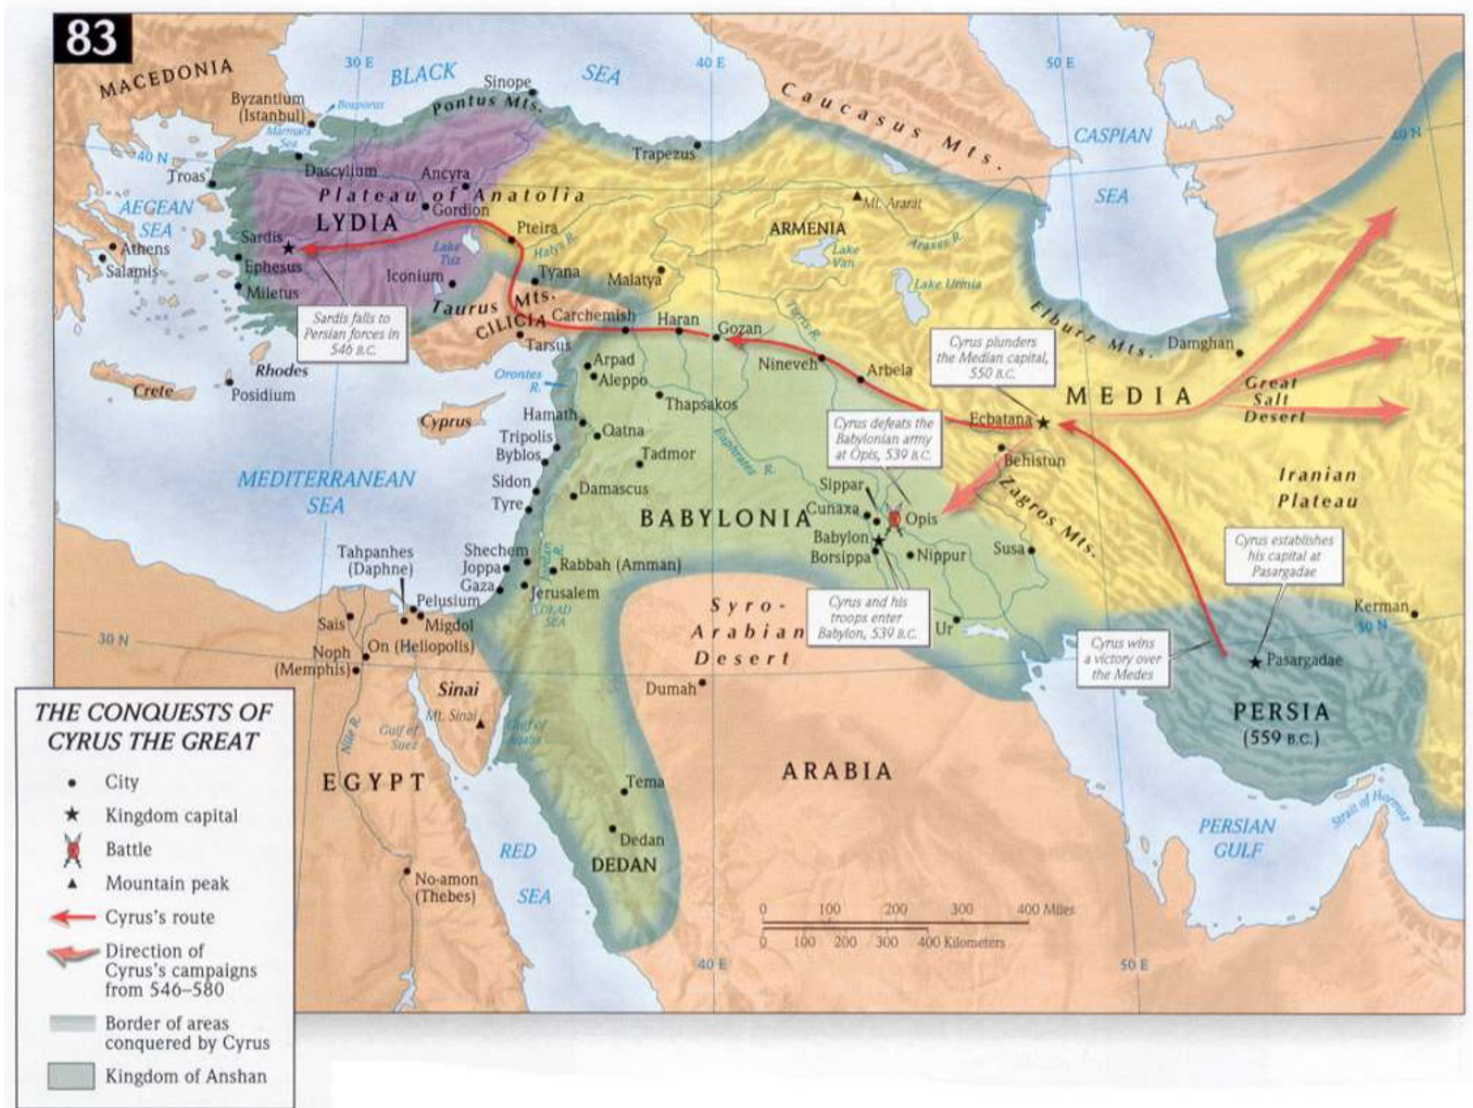 83
MACEDONIA
30 E
BLACK
SEA
40 E
50 E
Sinope
Byzantium
(Istanbul)
Bosporus
Marmara
Sea
Pontus Mts.
Caucasus Mts.
CASPIAN
SEA
40 N
40 N
Trapezus
Troas
Dascylium
Ancyra
Plateau of Anatolia
Gordion
LYDIA
AEGEAN
SEA
Athens
Salamis
Sardis
Ephesus
Miletus
Pteira
Halys R.
Lake
Tuz
Iconium
Tyana
Malatya
Mt. Ararat
ARMENIA
Lake
Van
Araxes R.
Lake Urmia
Elburz Mts.
Damghan
Taurus Mts.
CILICIA
Tarsus
Carchemish
Haran
Gozan
Tigris R.
Nineveh
Arbela
Sardis falls to
Persian forces in
546 B.C.
Cyrus plunders
the Median capital,
550 B.C.
MEDIA
Great
Salt
Desert
Rhodes
Crete
Posidium
Cyprus
Orontes
R.
Arpad
Aleppo
Thapsakos
Hamath
Qatna
Tripolis
Byblos
Tadmor
Euphrates R.
Sidon
Damascus
Tyre
MEDITERRANEAN
SEA
BABYLONIA
Cyrus defeats the
Babylonian army
at Opis, 539 B.C.
Ecbatana
Behistun
Zagros Mts.
Iranian
Plateau
Sippar
Cunaxa
Opis
Babylon
Borsippa
Nippur
Susa
Cyrus establishes
his capital at
Pasargadae
Tahpanhes
(Daphne)
Shechem
Joppa
Gaza
Jordan
R.
Rabbah (Amman)
Jerusalem
DEAD
SEA
Pelusium
Migdol
Sais
On (Heliopolis)
Noph
(Memphis)
30 N
Syro-
Arabian
Desert
Dumah
Cyrus and his
troops enter
Babylon, 539 B.C.
Ur
Kerman
30 N
Cyrus wins
a victory over
the Medes
Pasargadae
PERSIA
(559 B.C.)
Sinai
Mt. Sinai
Gulf of
Suez
Gulf of
Aqaba
Nile R.
EGYPT
ARABIA
Tema
Dedan
DEDAN
RED
SEA
No-amon
(Thebes)
PERSIAN
GULF
Strait of Hormuz
0 100 200 300 400 Miles
0 100 200 300 400 Kilometers
40 E
50 E
THE CONQUESTS OF
CYRUS THE GREAT
City
Kingdom capital
Battle
Mountain peak
Cyrus's route
Direction of
Cyrus's campaigns
from 546–580
Border of areas
conquered by Cyrus
Kingdom of Anshan